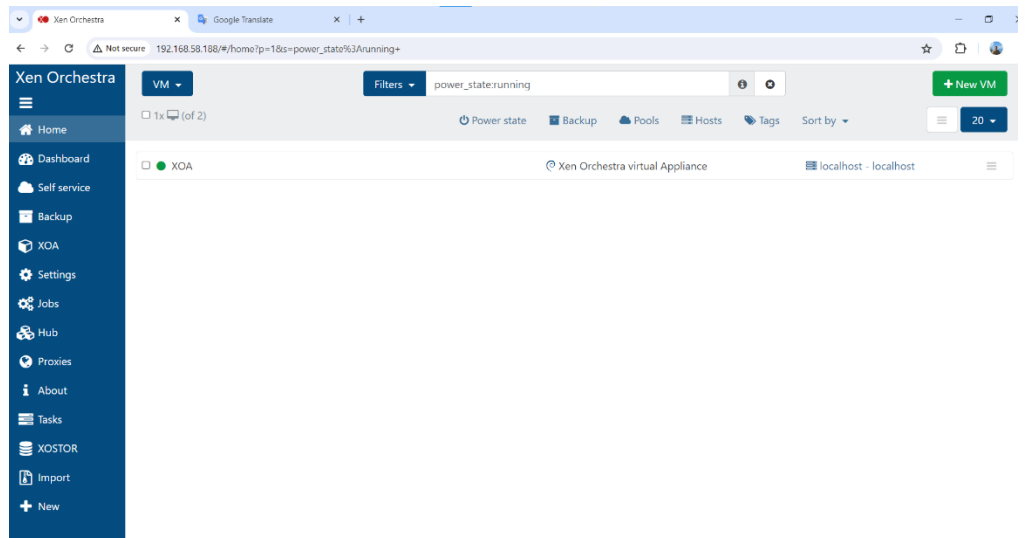 Xen Orchestra
Google Translate
Not secure 192.168.58.188/#/home?p=1&s=power_state%3Arunning+
Xen Orchestra
VM
Filters
power_state:running
New VM
1x (of 2)
Power state
Backup
Pools
Hosts
Tags
Sort by
20
XOA
Xen Orchestra virtual Appliance
localhost - localhost
Home
Dashboard
Self service
Backup
XOA
Settings
Jobs
Hub
Proxies
About
Tasks
XOSTOR
Import
New